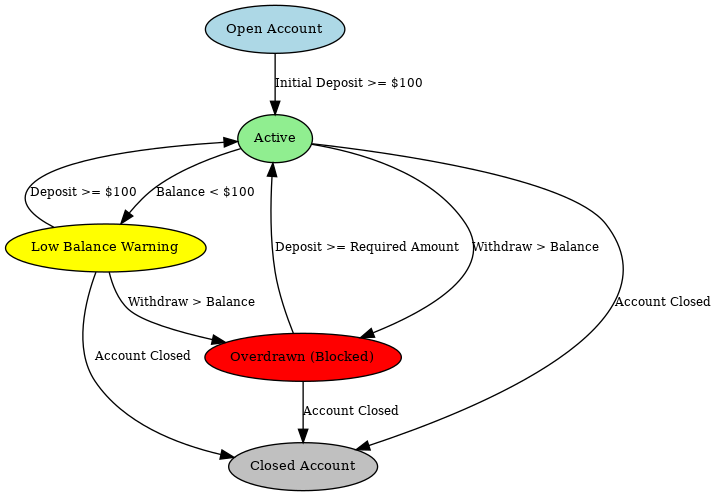 Open Account
Initial Deposit >= $100
Active
Deposit >= $100
Balance < $100
Low Balance Warning
Deposit >= Required Amount
Withdraw > Balance
Withdraw > Balance
Account Closed
Account Closed
Overdrawn (Blocked)
Account Closed
Closed Account